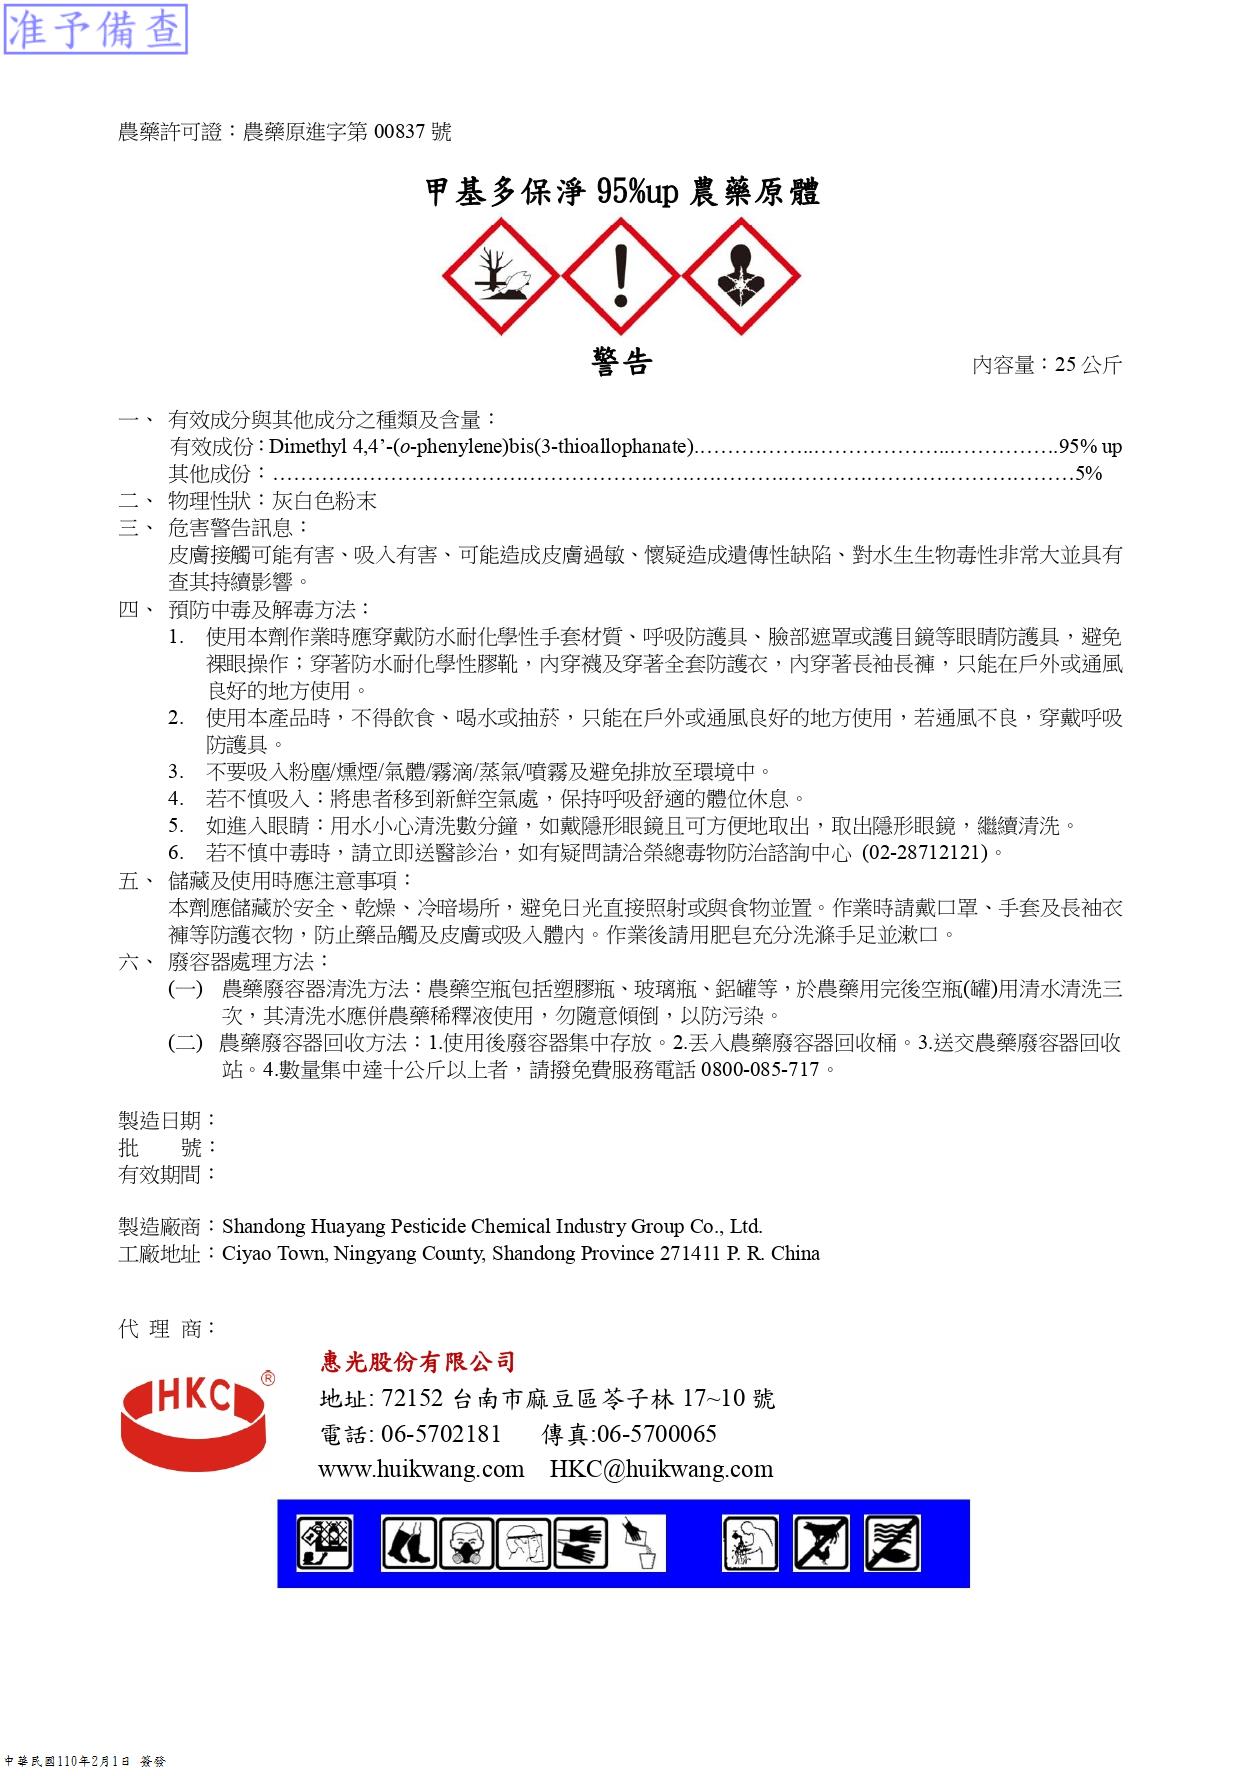 准予備查
農藥許可證：農藥原進字第 00837 號
甲基多保淨 95%up 農藥原體
警告
內容量：25 公斤
一、 有效成分與其他成分之種類及含量：
有效成份：Dimethyl 4,4’-(o-phenylene)bis(3-thioallophanate)……………………………………………95% up
其他成份：……………………………………………………………………………………………………5%
二、 物理性狀：灰白色粉末
三、 危害警告訊息：
皮膚接觸可能有害、吸入有害、可能造成皮膚過敏、懷疑造成遺傳性缺陷、對水生生物毒性非常大並具有
查其持續影響。
四、 預防中毒及解毒方法：
1. 使用本劑作業時應穿戴防水耐化學性手套材質、呼吸防護具、臉部遮罩或護目鏡等眼睛防護具，避免
裸眼操作；穿著防水耐化學性膠靴，內穿襪及穿著全套防護衣，內穿著長袖長褲，只能在戶外或通風
良好的地方使用。
2. 使用本產品時，不得飲食、喝水或抽菸，只能在戶外或通風良好的地方使用，若通風不良，穿戴呼吸
防護具。
3. 不要吸入粉塵/燻煙/氣體/霧滴/蒸氣/噴霧及避免排放至環境中。
4. 若不慎吸入：將患者移到新鮮空氣處，保持呼吸舒適的體位休息。
5. 如進入眼睛：用水小心清洗數分鐘，如戴隱形眼鏡且可方便地取出，取出隱形眼鏡，繼續清洗。
6. 若不慎中毒時，請立即送醫診治，如有疑問請洽榮總毒物防治諮詢中心 (02-28712121)。
五、 儲藏及使用時應注意事項：
本劑應儲藏於安全、乾燥、冷暗場所，避免日光直接照射或與食物並置。作業時請戴口罩、手套及長袖衣
褲等防護衣物，防止藥品觸及皮膚或吸入體內。作業後請用肥皂充分洗滌手足並漱口。
六、 廢容器處理方法：
(一) 農藥廢容器清洗方法：農藥空瓶包括塑膠瓶、玻璃瓶、鋁罐等，於農藥用完後空瓶(罐)用清水清洗三
次，其清洗水應併農藥稀釋液使用，勿隨意傾倒，以防污染。
(二) 農藥廢容器回收方法：1.使用後廢容器集中存放。2.丟入農藥廢容器回收桶。3.送交農藥廢容器回收
站。4.數量集中達十公斤以上者，請撥免費服務電話 0800-085-717。
製造日期：
批 號：
有效期間：
製造廠商：Shandong Huayang Pesticide Chemical Industry Group Co., Ltd.
工廠地址：Ciyao Town, Ningyang County, Shandong Province 271411 P. R. China
代 理 商：
HKC ®
惠光股份有限公司
地址: 72152 台南市麻豆區苓子林 17~10 號
電話: 06-5702181 傳真:06-5700065
www.huikwang.com HKC@huikwang.com
中華民國110年2月1日 簽發